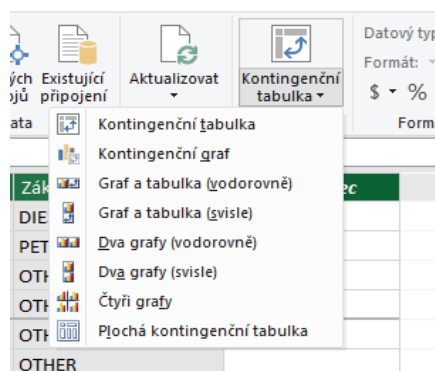 Datový typ
Formát:
ých Existující Aktualizovat Kontingenční
ojů připojení tabulka
$ %
ata Form
Kontingenční tabulka
Kontingenční graf
Graf a tabulka (vodorovně)
Graf a tabulka (svisle)
Dva grafy (vodorovně)
Dva grafy (svisle)
Čtyři grafy
Plochá kontingenční tabulka
Zák ec
DIE
PET
OTH
OTH
OTH
OTHER